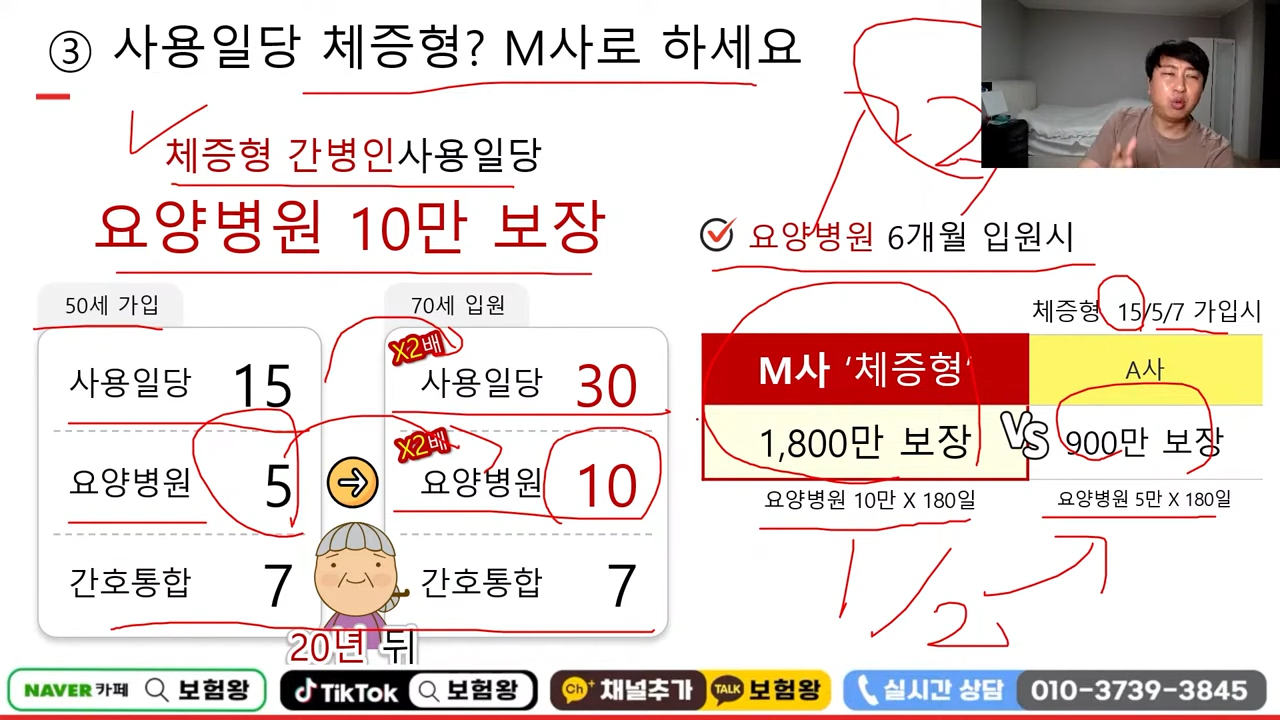 ③ 사용일당 체증형? M사로 하세요
체증형 간병인사용일당
요양병원 10만 보장
50세 가입
사용일당 15
요양병원 5
간호통합 7
70세 입원
X2배
사용일당 30
X2배
요양병원 10
간호통합 7
20년 뒤
요양병원 6개월 입원시
체증형 15/5/7 가입시
M사 '체증형'
A사
1,800만 보장
VS
900만 보장
요양병원 10만 X 180일
요양병원 5만 X 180일
1/2
NAVER 카페 보험왕
TikTok 보험왕
Ch+ 채널추가 TALK 보험왕
실시간 상담 010-3739-3845